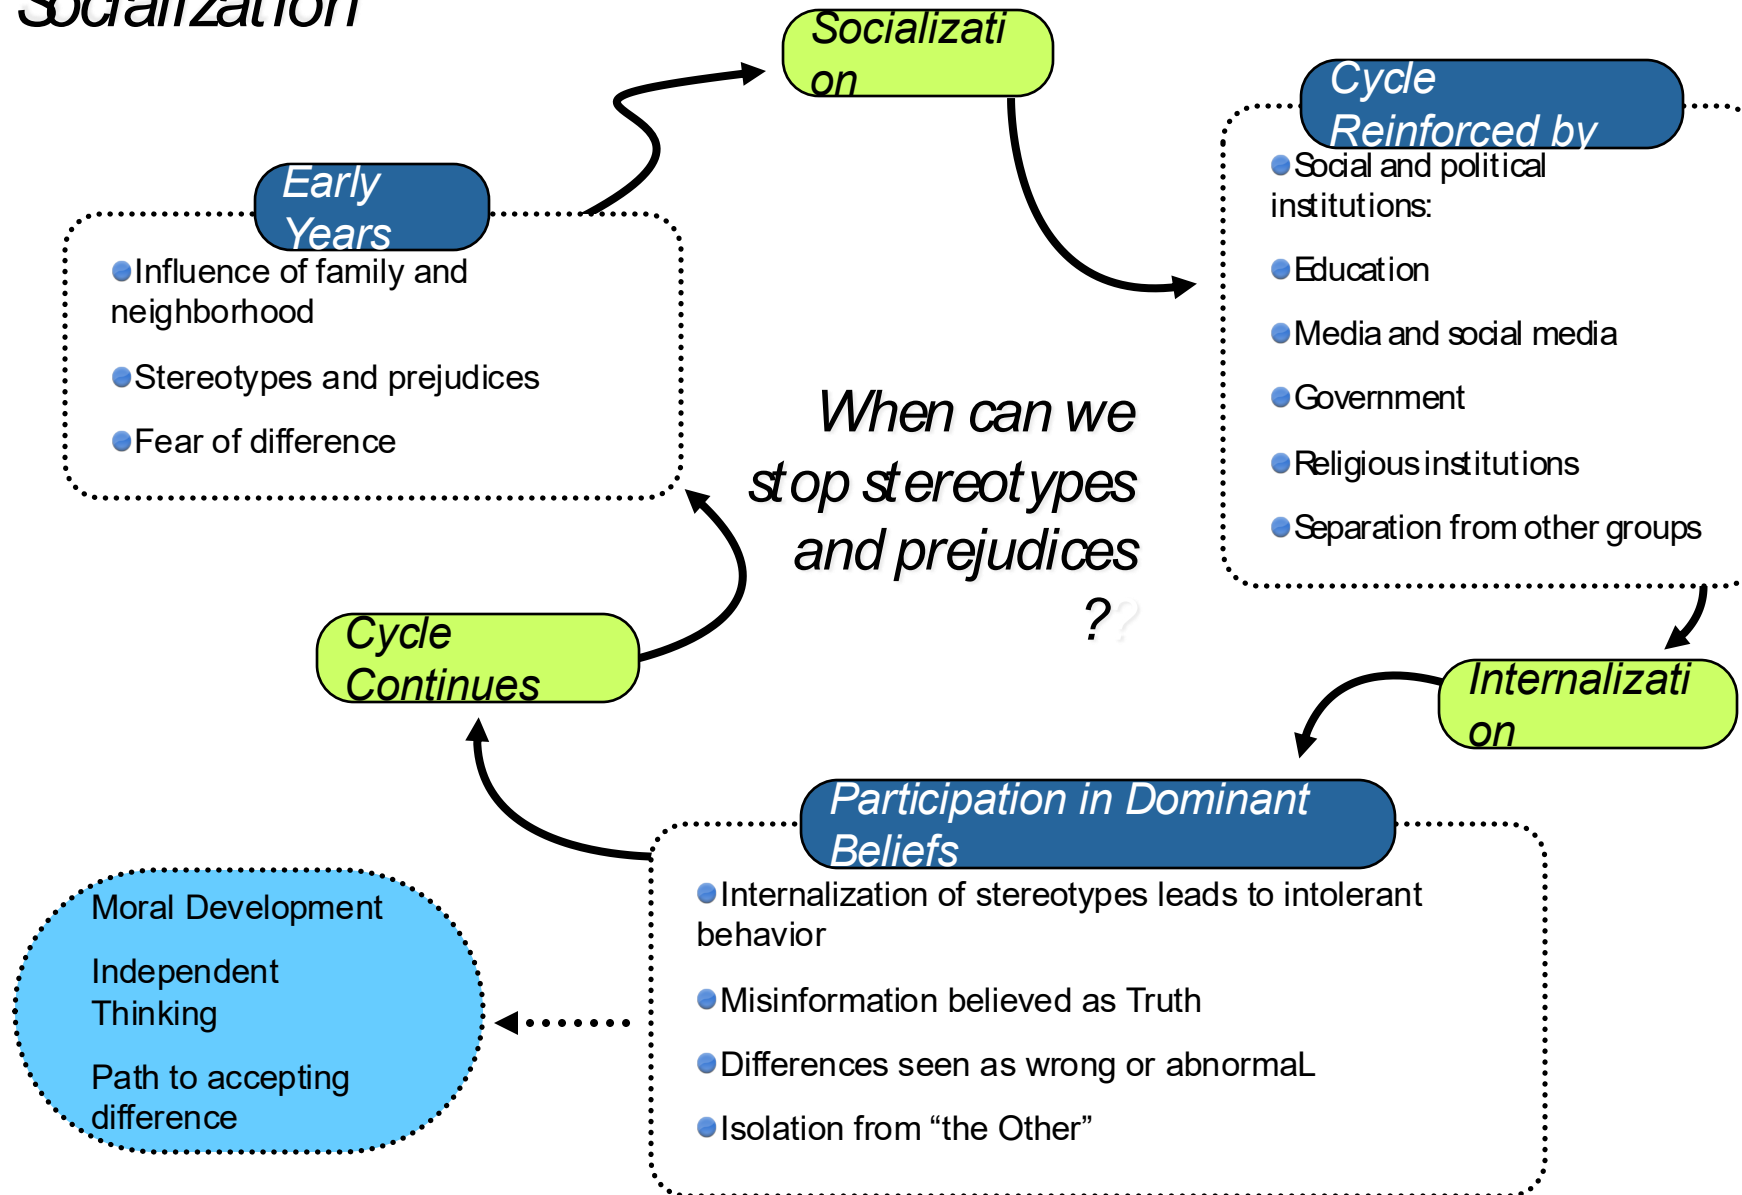 Socialization
Socializati
on
Cycle
Reinforced by
Social and political
institutions:
Education
Media and social media
Government
Religious institutions
Separation from other groups
Early
Years
Influence of family and
neighborhood
Stereotypes and prejudices
Fear of difference
When can we
stop stereotypes
and prejudices
??
Cycle
Continues
Internalizati
on
Participation in Dominant
Beliefs
Internalization of stereotypes leads to intolerant
behavior
Misinformation believed as Truth
Differences seen as wrong or abnormaL
Isolation from “the Other”
Moral Development
Independent
Thinking
Path to accepting
difference